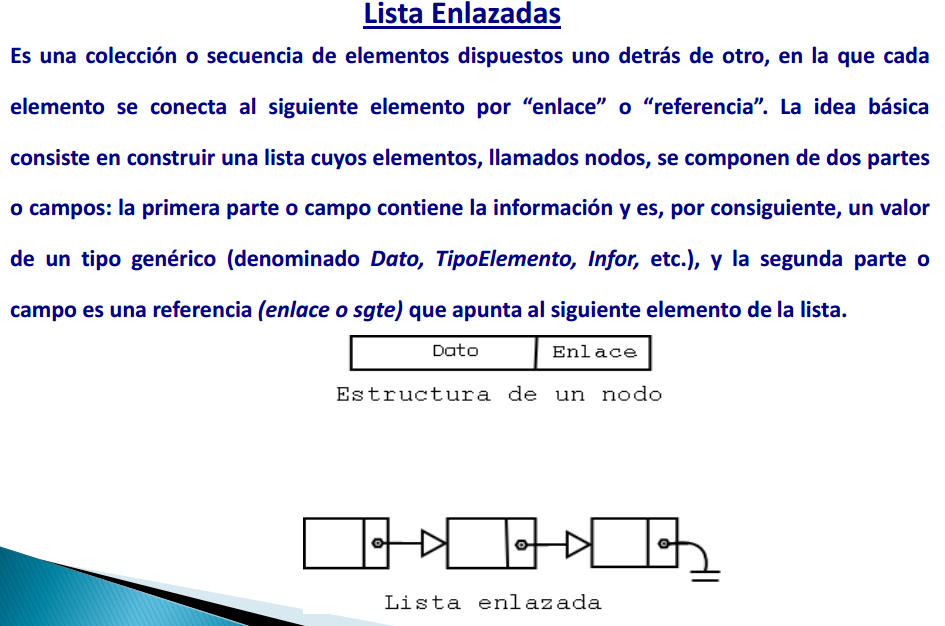 Lista Enlazadas
Es una colección o secuencia de elementos dispuestos uno detrás de otro, en la que cada
elemento se conecta al siguiente elemento por “enlace” o “referencia”. La idea básica
consiste en construir una lista cuyos elementos, llamados nodos, se componen de dos partes
o campos: la primera parte o campo contiene la información y es, por consiguiente, un valor
de un tipo genérico (denominado Dato, TipoElemento, Infor, etc.), y la segunda parte o
campo es una referencia (enlace o sgte) que apunta al siguiente elemento de la lista.
Dato Enlace
Estructura de un nodo
Lista enlazada